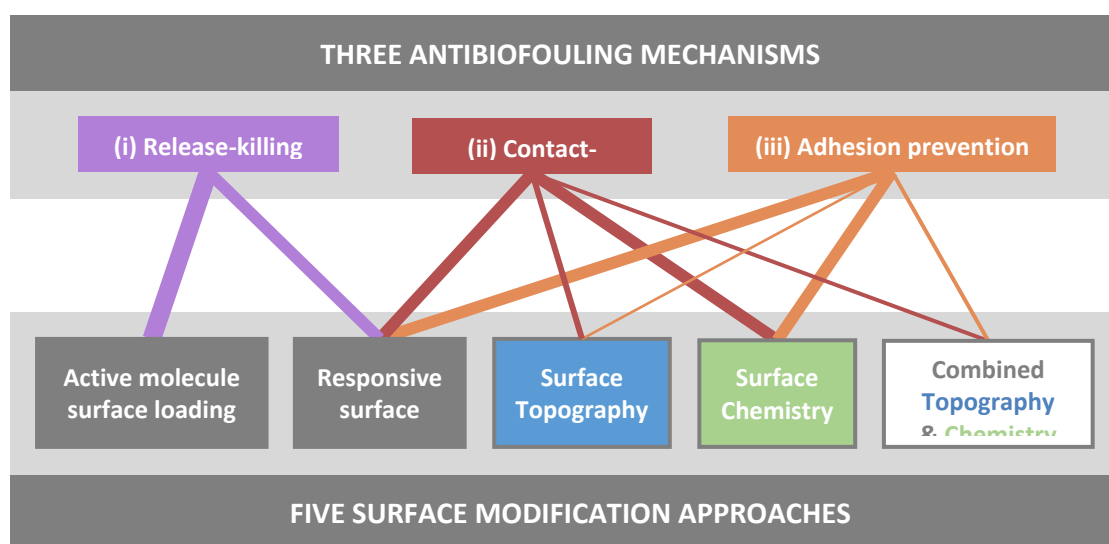 THREE ANTIBIOFOULING MECHANISMS
(i) Release-killing
(ii) Contact-
(iii) Adhesion prevention
Active molecule
surface loading
Responsive
surface
Surface
Topography
Surface
Chemistry
Combined
Topography
& Chemistry
FIVE SURFACE MODIFICATION APPROACHES